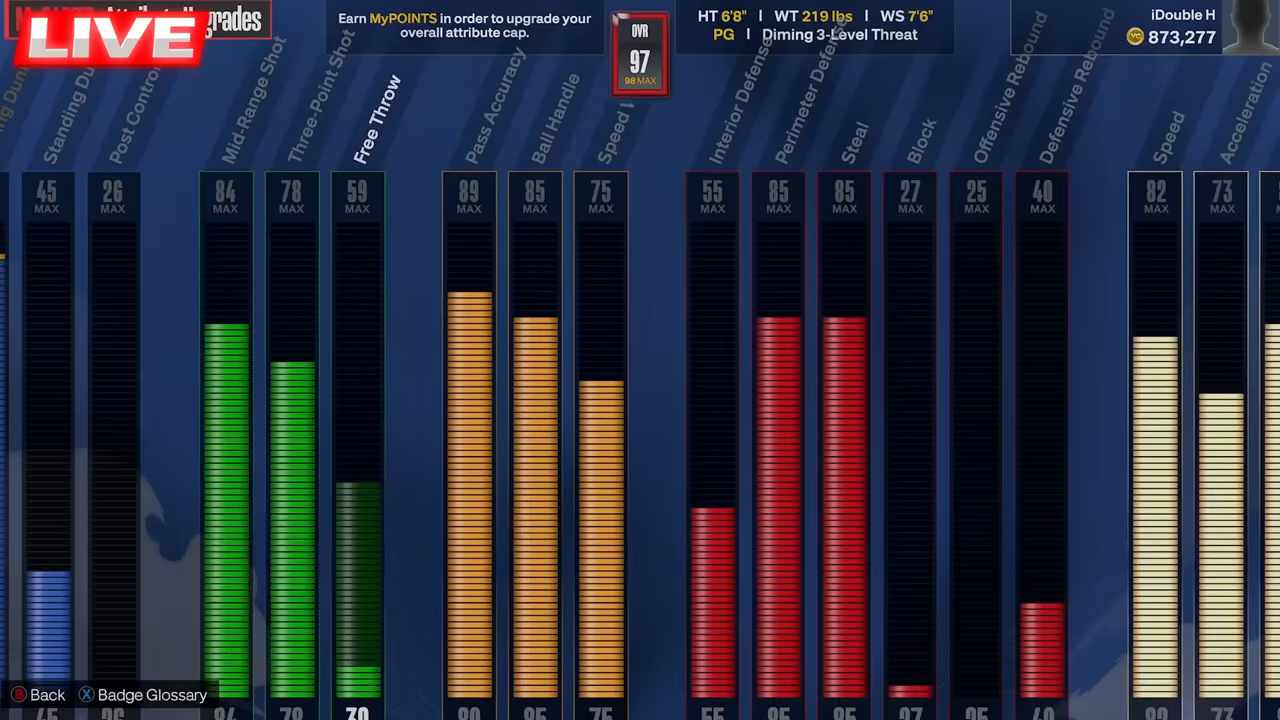 LIVE
grades
Earn MyPOINTS in order to upgrade your
overall attribute cap.
OVR
97
98 MAX
HT 6'8" | WT 219 lbs | WS 7'6"
PG | Diming 3-Level Threat
iDouble H
VC 873,277
Standing
Post Contro
Mid-Range Shot
Three-Point Shot
Free Throw
Pass Accuracy
Ball Handle
Speed
Interior Defense
Perimeter Defense
Steal
Block
Offensive Rebound
Defensive Rebound
Speed
Acceleration
45 MAX
26 MAX
84 MAX
78 MAX
59 MAX
89 MAX
85 MAX
75 MAX
55 MAX
85 MAX
85 MAX
27 MAX
25 MAX
40 MAX
82 MAX
73 MAX
B Back X Badge Glossary